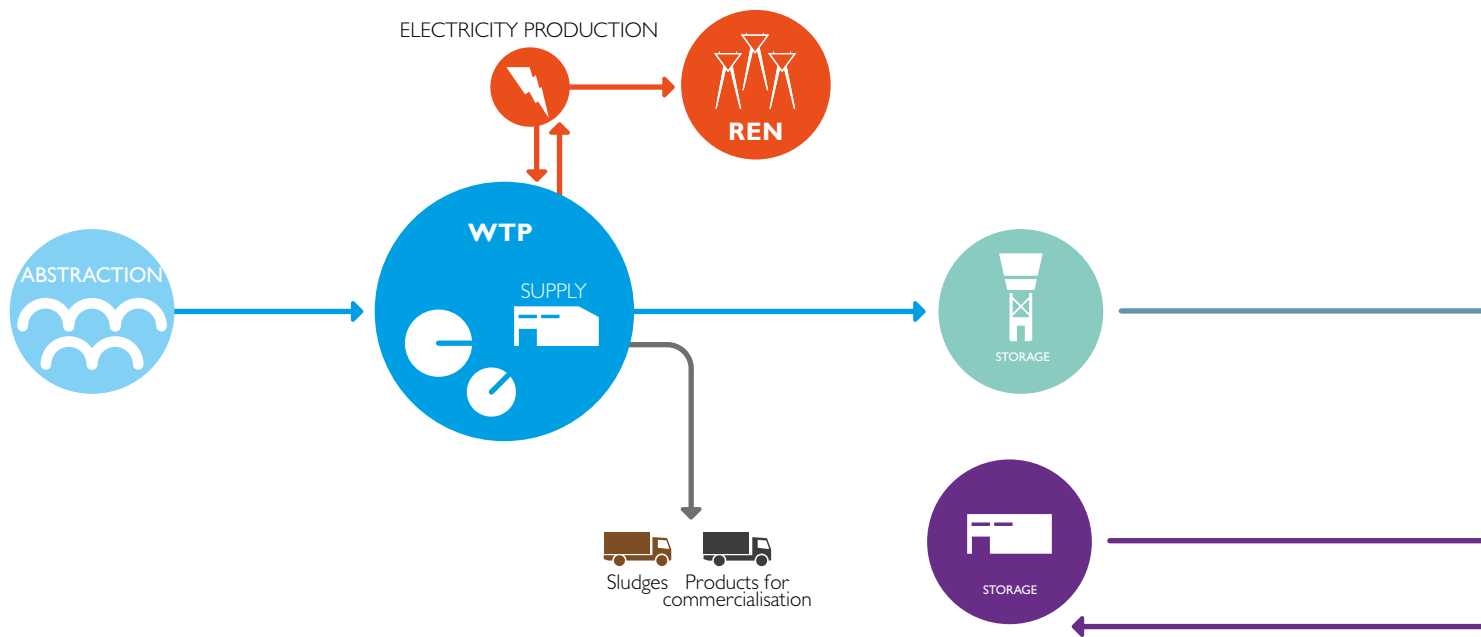 ELECTRICITY PRODUCTION
REN
WTP
ABSTRACTION
SUPPLY
STORAGE
Sludges
Products for
commercialisation
STORAGE